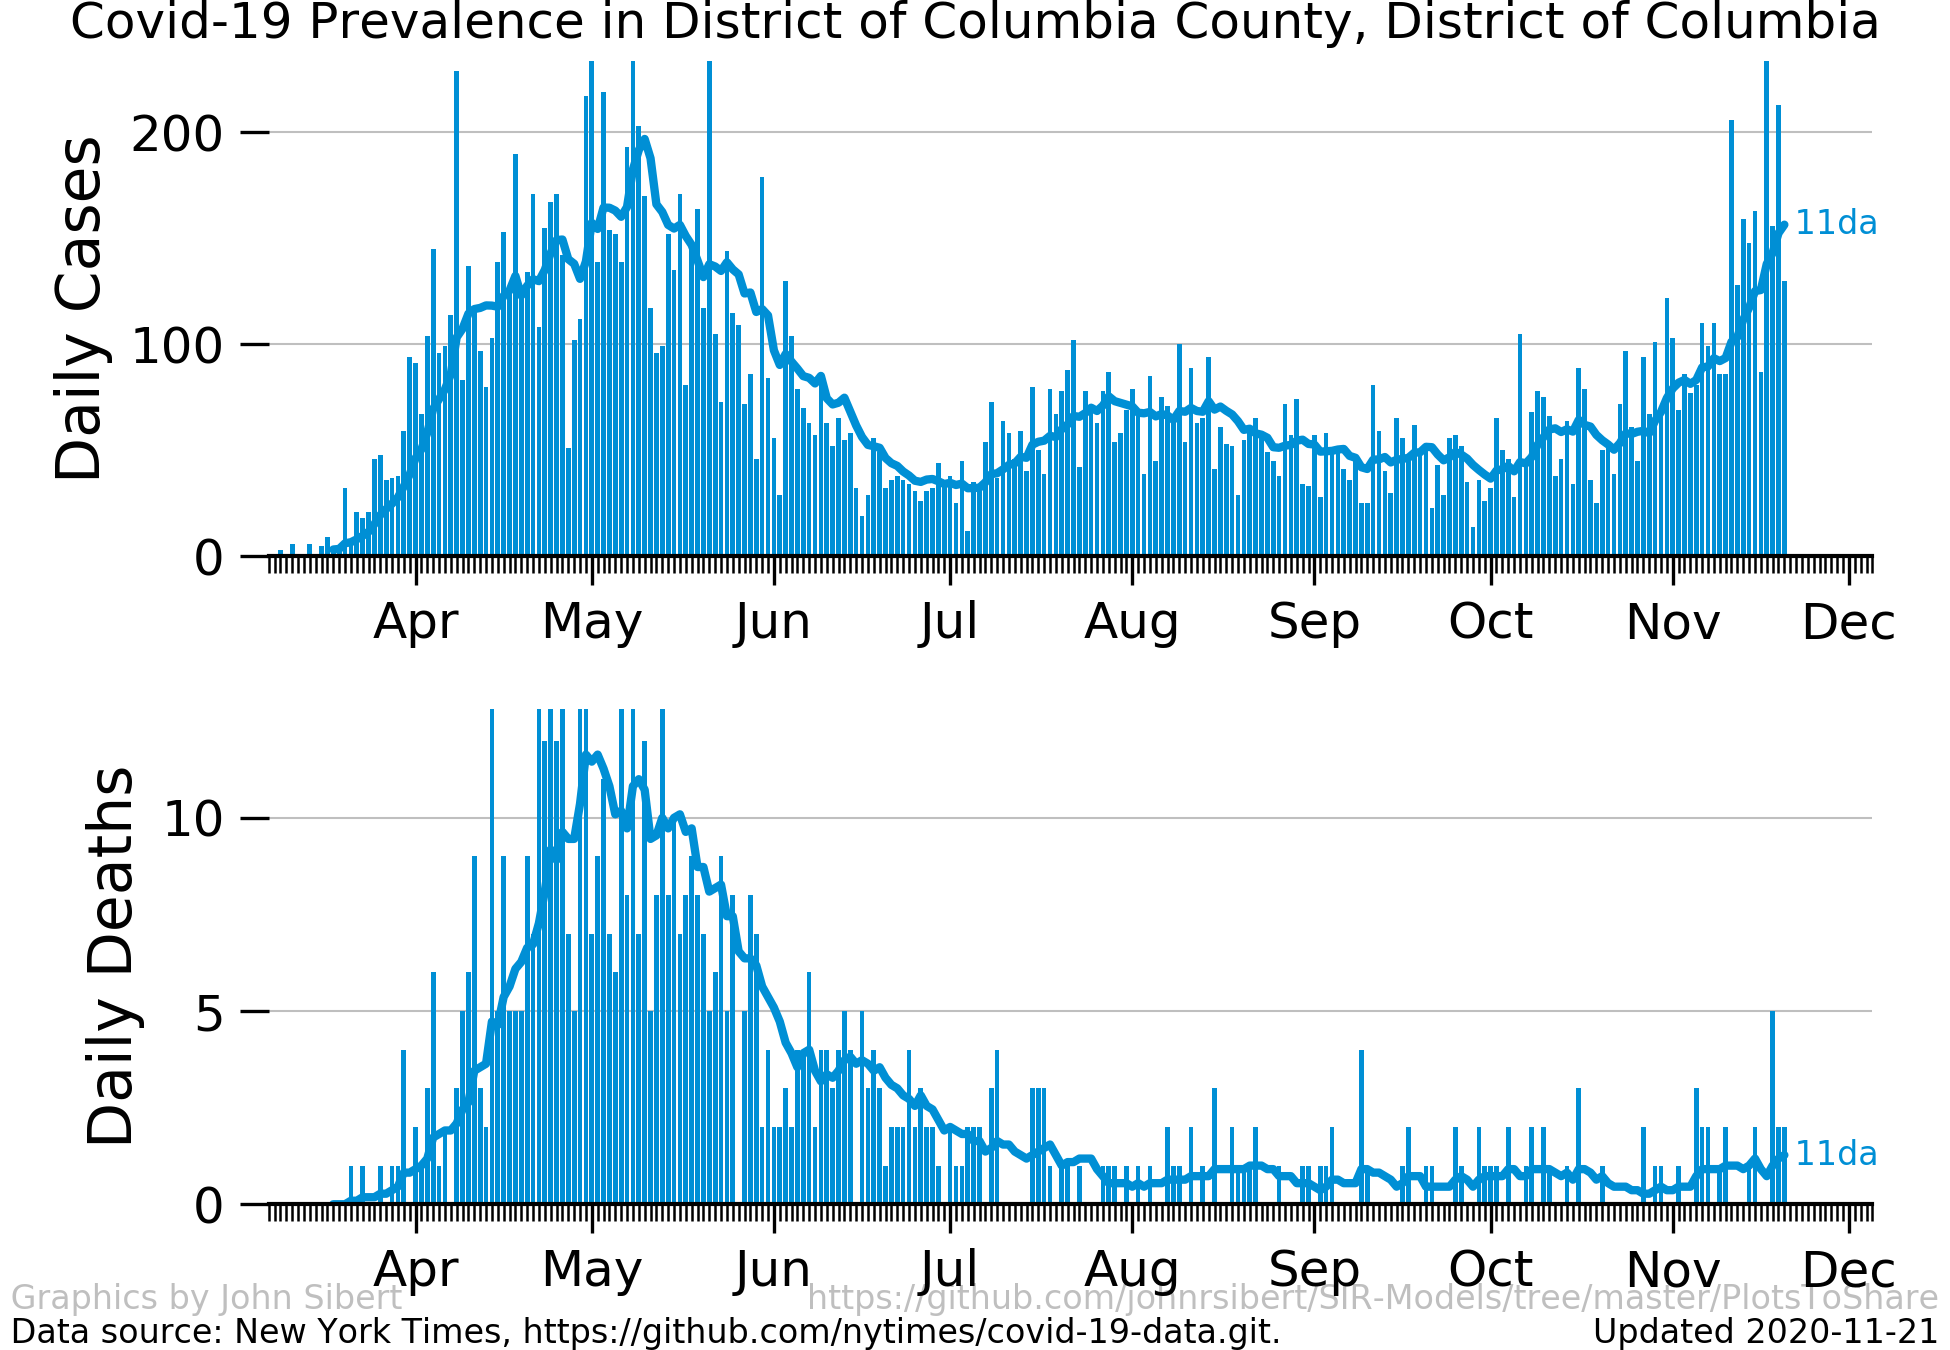 Covid-19 Prevalence in District of Columbia County, District of Columbia
Daily Cases
200
100
0
11da
Apr May Jun Jul Aug Sep Oct Nov Dec
Daily Deaths
10
5
0
11da
Apr May Jun Jul Aug Sep Oct Nov Dec
Graphics by John Sibert https://github.com/johnrsibert/SIR-Models/tree/master/PlotsToShare
Data source: New York Times, https://github.com/nytimes/covid-19-data.git. Updated 2020-11-21